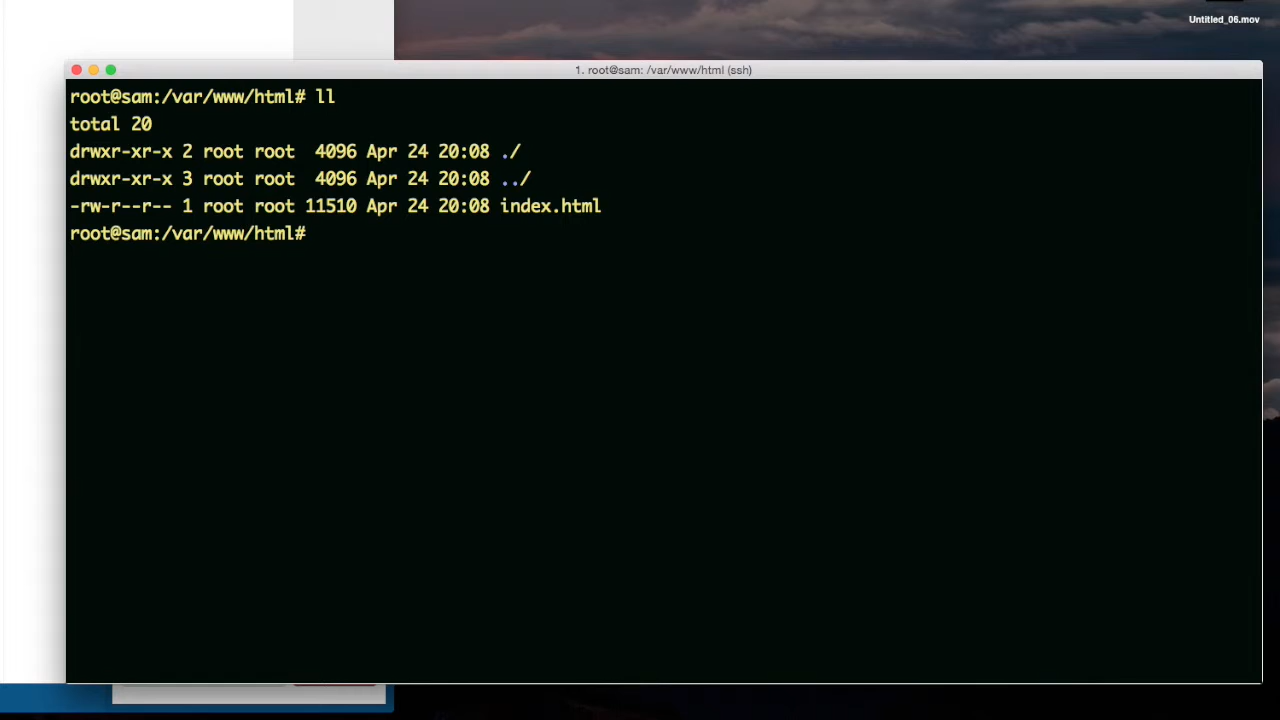 Untitled_06.mov
1. root@sam: /var/www/html (ssh)
root@sam:/var/www/html# ll
total 20
drwxr-xr-x 2 root root  4096 Apr 24 20:08 ./
drwxr-xr-x 3 root root  4096 Apr 24 20:08 ../
-rw-r--r-- 1 root root 11510 Apr 24 20:08 index.html
root@sam:/var/www/html#